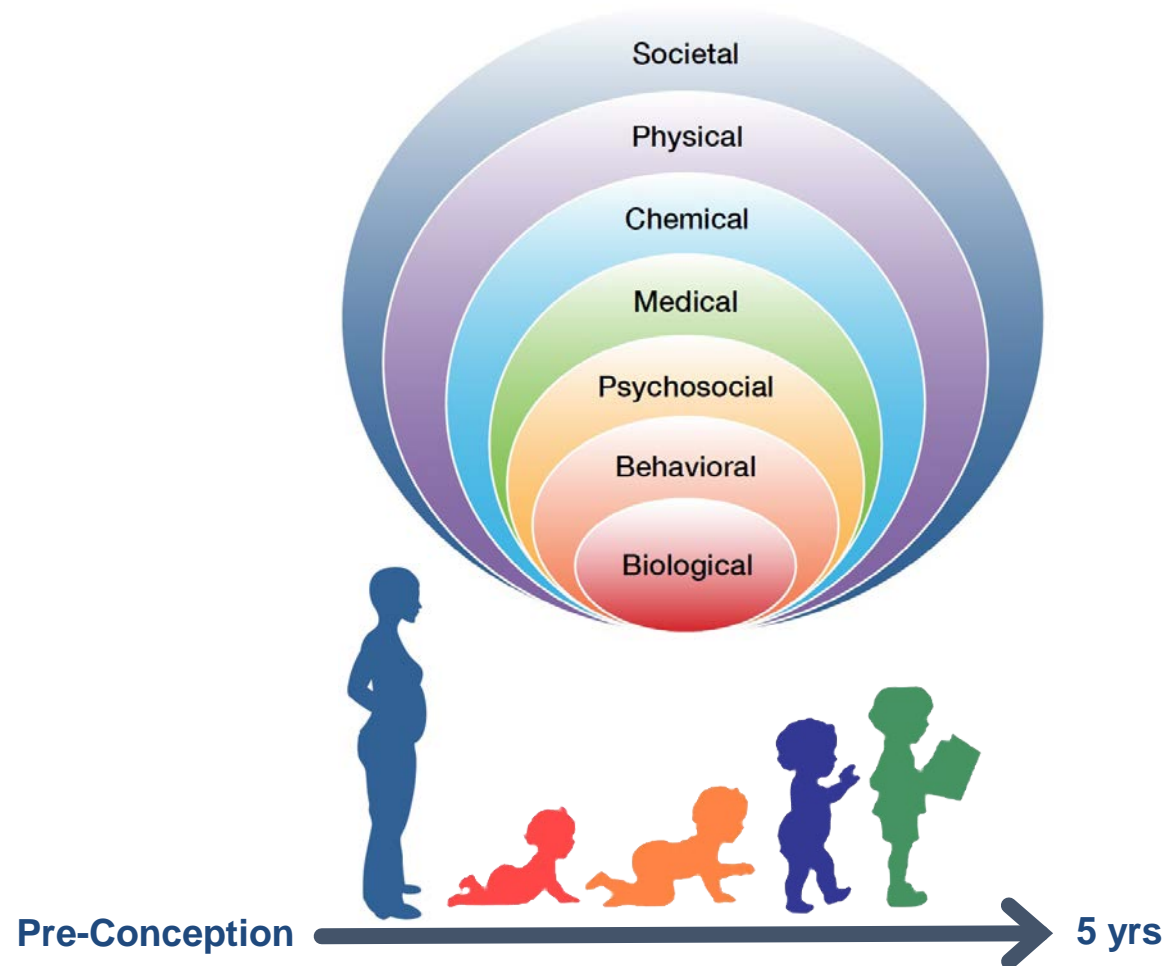 Societal
Physical
Chemical
Medical
Psychosocial
Behavioral
Biological
Pre-Conception
5 yrs